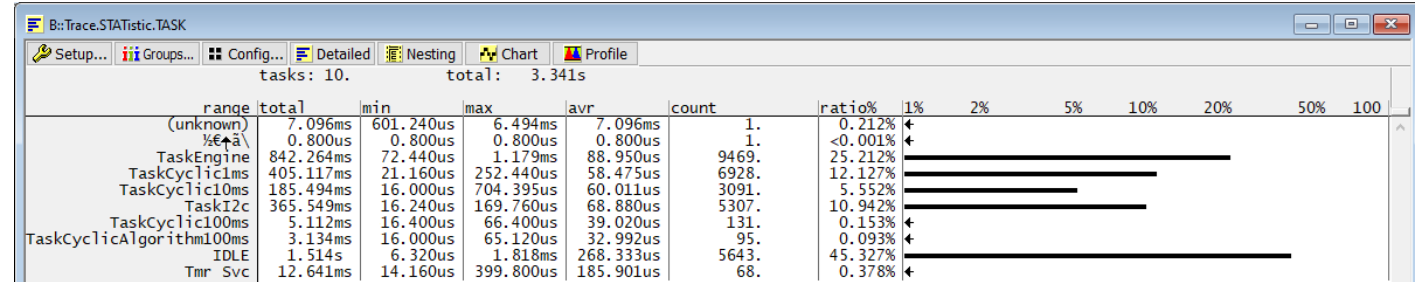 B::Trace.STATistic.TASK
Setup... Groups... Config... Detailed Nesting Chart Profile
tasks: 10. total: 3.341s
range total min max avr count ratio% 1% 2% 5% 10% 20% 50% 100
(unknown) 7.096ms 601.240us 6.494ms 7.096ms 1. 0.212%
½€↑ã\ 0.800us 0.800us 0.800us 0.800us 1. <0.001%
TaskEngine 842.264ms 72.440us 1.179ms 88.950us 9469. 25.212%
TaskCyclic1ms 405.117ms 21.160us 252.440us 58.475us 6928. 12.127%
TaskCyclic10ms 185.494ms 16.000us 704.395us 60.011us 3091. 5.552%
TaskI2c 365.549ms 16.240us 169.760us 68.880us 5307. 10.942%
TaskCyclic100ms 5.112ms 16.400us 66.400us 39.020us 131. 0.153%
TaskCyclicAlgorithm100ms 3.134ms 16.000us 65.120us 32.992us 95. 0.093%
IDLE 1.514s 6.320us 1.818ms 268.333us 5643. 45.327%
Tmr Svc 12.641ms 14.160us 399.800us 185.901us 68. 0.378%